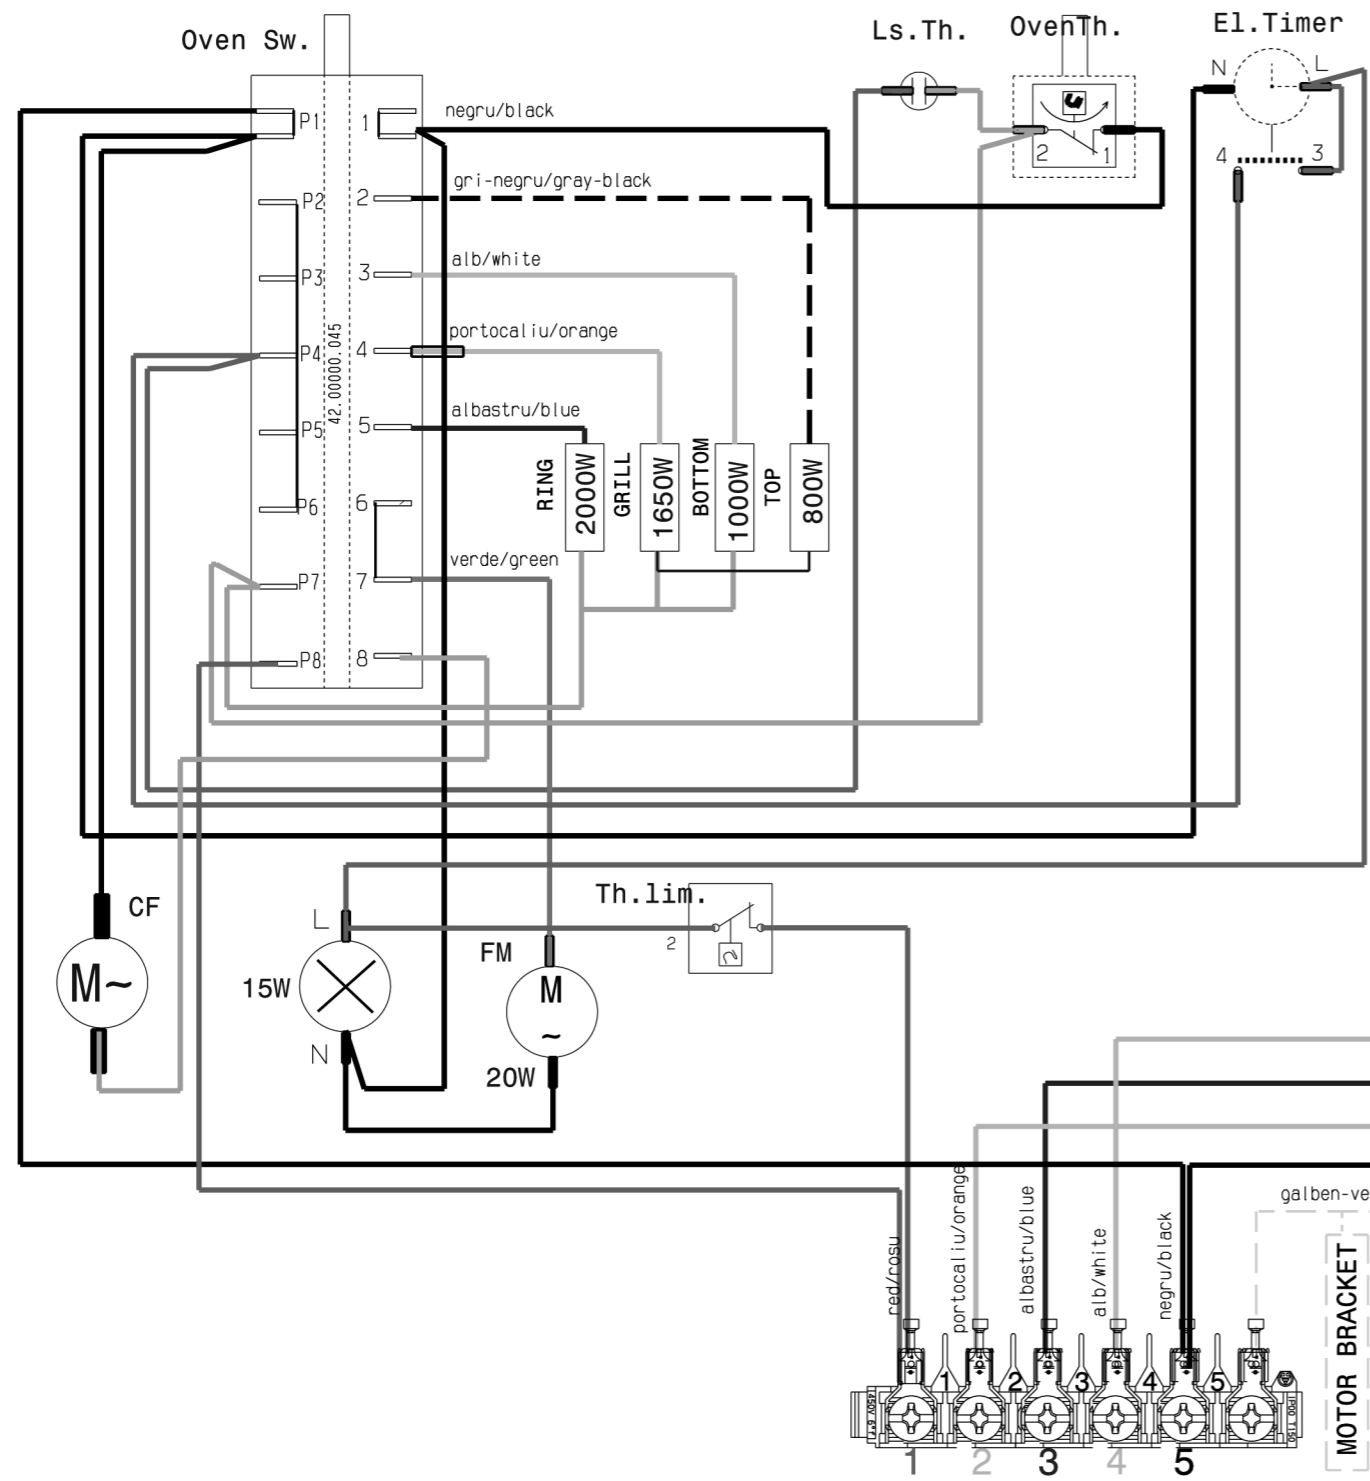 Oven Sw.
Ls.Th.
OvenTh.
El.Timer
N
L
P1
1
negru/black
2
1
4
3
P2
2
gri-negru/gray-black
P3
3
alb/white
P4
4
portocaliu/orange
42.00000.045
P5
5
albastru/blue
RING
2000W
GRILL
1650W
BOTTOM
1000W
TOP
800W
P6
6
P7
7
verde/green
P8
8
CF
M~
L
15W
N
Th.lim.
2
FM
M
~
20W
red/rosu
portocaliu/orange
albastru/blue
alb/white
negru/black
galben-ve
MOTOR BRACKET
1
2
3
4
5
450V
T150
1
2
3
4
5